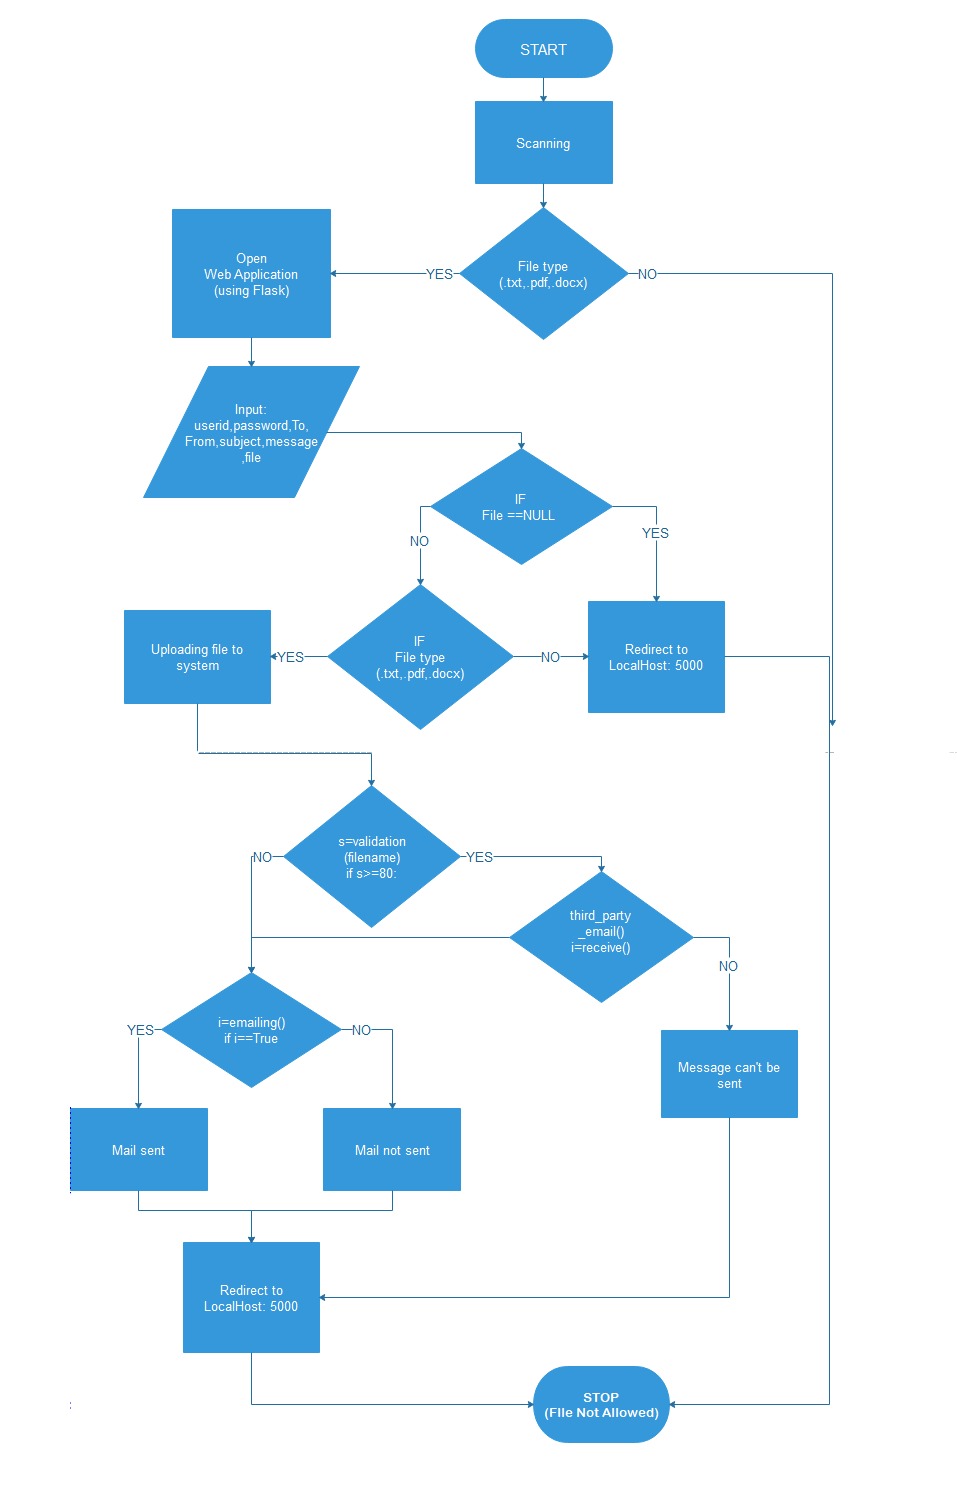 START
Scanning
Open
Web Application
(using Flask)
YES
File type
(.txt,.pdf,.docx)
NO
Input:
userid,password,To,
From,subject,message
,file
IF
File ==NULL
NO
YES
Uploading file to
system
YES
IF
File type
(.txt,.pdf,.docx)
NO
Redirect to
LocalHost: 5000
s=validation
(filename)
if s>=80:
NO
YES
third_party
_email()
i=receive()
NO
i=emailing()
if i==True
YES
NO
Message can't be
sent
Mail sent
Mail not sent
Redirect to
LocalHost: 5000
STOP
(FIle Not Allowed)